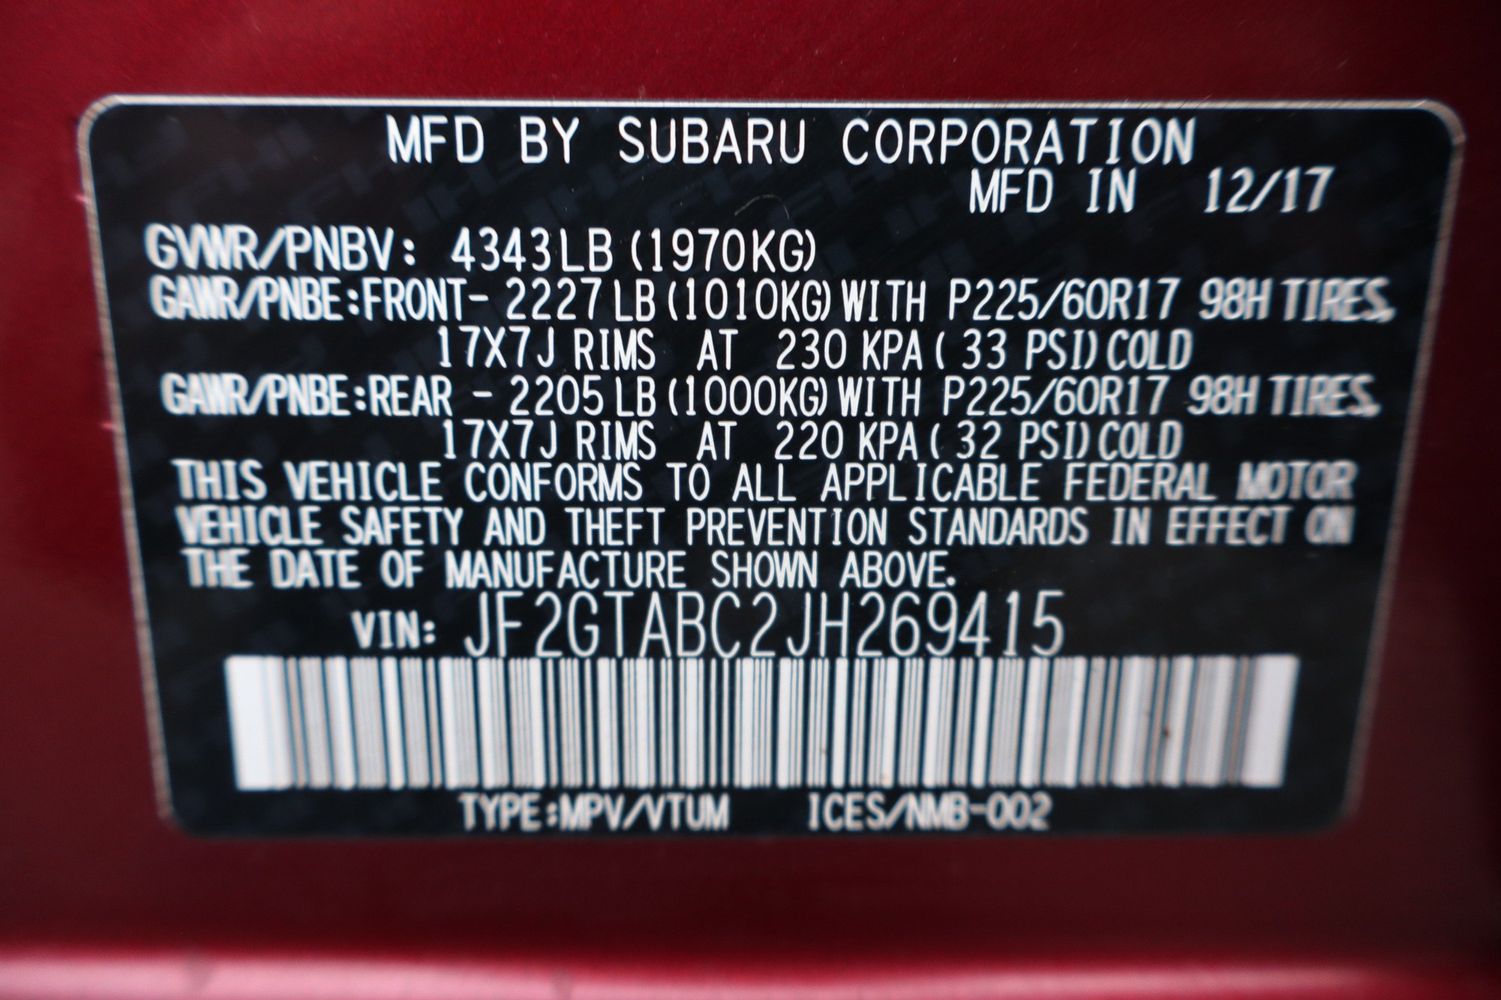 MFD BY SUBARU CORPORATION
MFD IN 12/17
GVWR/PNBV: 4343LB (1970KG)
GAWR/PNBE:FRONT- 2227LB (1010KG) WITH P225/60R17 98H TIRES,
17X7J RIMS AT 230 KPA ( 33 PSI) COLD
GAWR/PNBE:REAR - 2205LB (1000KG) WITH P225/60R17 98H TIRES,
17X7J RIMS AT 220 KPA ( 32 PSI) COLD
THIS VEHICLE CONFORMS TO ALL APPLICABLE FEDERAL MOTOR
VEHICLE SAFETY AND THEFT PREVENTION STANDARDS IN EFFECT ON
THE DATE OF MANUFACTURE SHOWN ABOVE.
VIN: JF2GTABC2JH269415
TYPE:MPV/VTUM ICES/NMB-002